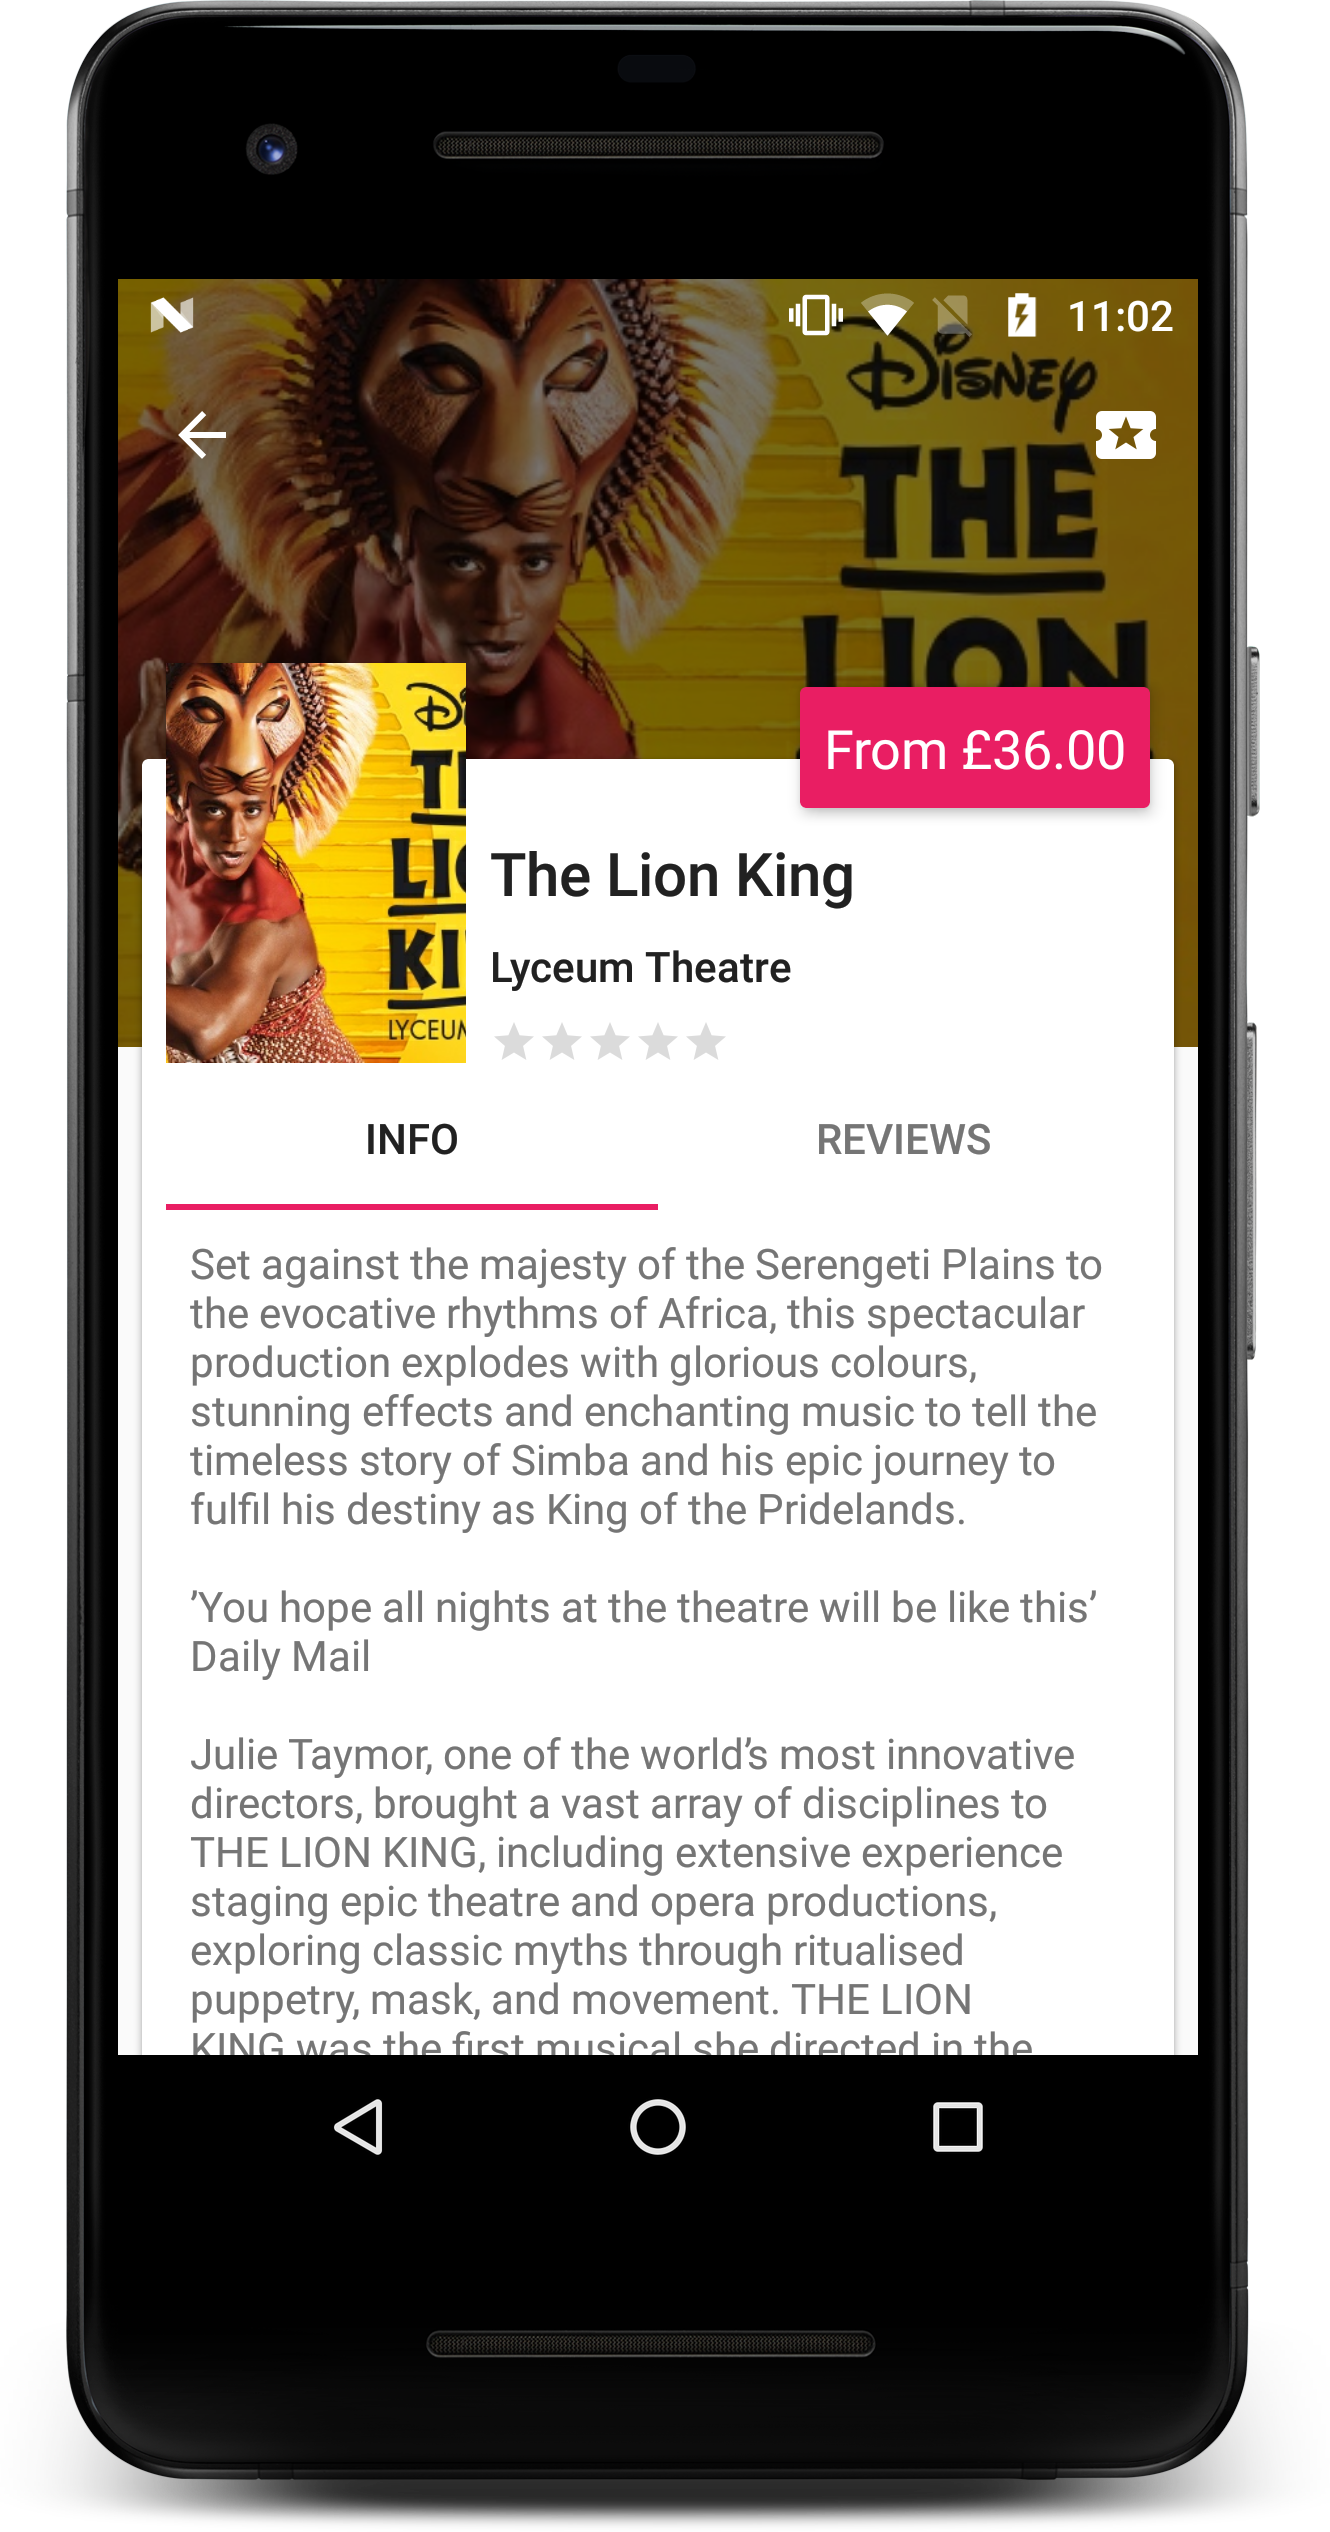 11:02
DISNEY
THE
LION
From £36.00
DIS
TH
LIO
KI
LYCEUM
The Lion King
Lyceum Theatre
INFO
REVIEWS
Set against the majesty of the Serengeti Plains to
the evocative rhythms of Africa, this spectacular
production explodes with glorious colours,
stunning effects and enchanting music to tell the
timeless story of Simba and his epic journey to
fulfil his destiny as King of the Pridelands.
’You hope all nights at the theatre will be like this’
Daily Mail
Julie Taymor, one of the world’s most innovative
directors, brought a vast array of disciplines to
THE LION KING, including extensive experience
staging epic theatre and opera productions,
exploring classic myths through ritualised
puppetry, mask, and movement. THE LION
KING was the first musical she directed in the